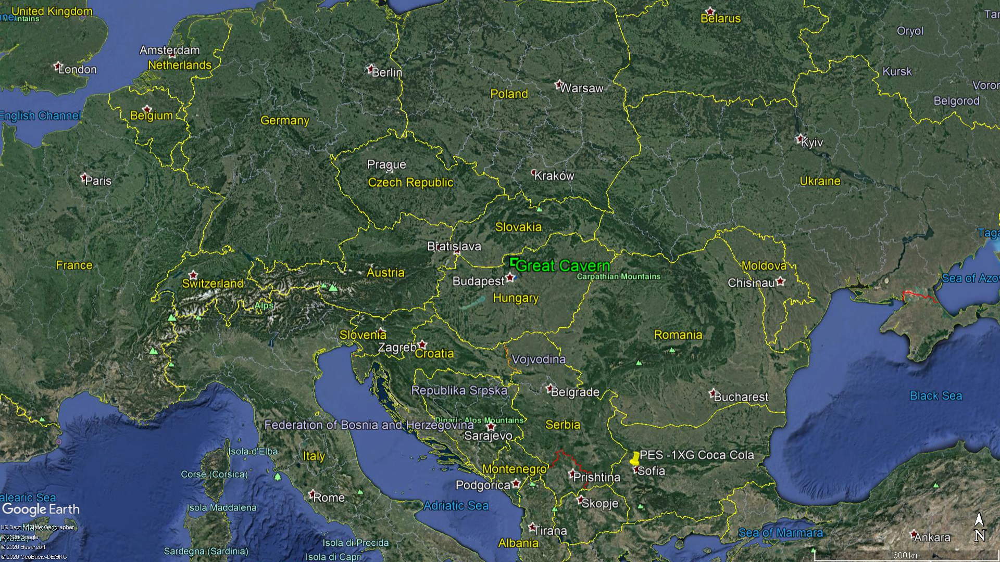 United Kingdom
Belarus
Oryol
Amsterdam
Netherlands
London
Berlin
Kursk
Warsaw
Poland
Belgorod
English Channel
Belgium
Germany
Kyiv
Prague
Czech Republic
Kraków
Paris
Ukraine
Slovakia
Bratislava
France
Great Cavern
Moldova
Austria
Carpathian Mountains
Switzerland
Budapest
Chisinau
Sea of Azov
Hungary
Alps
Slovenia
Romania
Zagreb
Croatia
Vojvodina
Republika Srpska
Belgrade
Bucharest
Black Sea
Dinaric Alps Mountains
Federation of Bosnia and Herzegovina
Serbia
Sarajevo
Isola d'Elba
Italy
PES -1XG Coca Cola
Montenegro
Sofia
Corse (Corsica)
Prishtina
Podgorica
Rome
Skopje
Adriatic Sea
Isola Maddalena
Google Earth
US Dept of State Geographer
© 2020 Google
© 2020 Basarsoft
© 2020 GeoBasis-DE/BKG
Tirana
Sea of Marmara
N
Ankara
Albania
Isola di Procida
Sardegna (Sardinia)
Isola di Capri
600 km